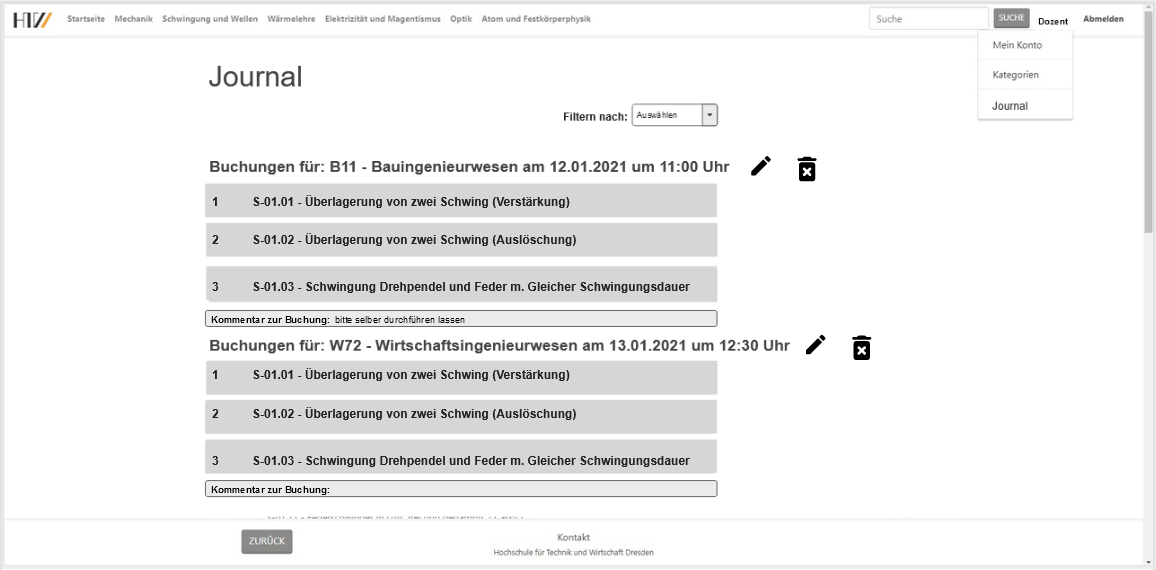 HTW Startseite Mechanik Schwingung und Wellen Wärmelehre Elektrizität und Magentismus Optik Atom und Festkörperphysik Suche SUCHE Dozent Abmelden
Mein Konto
Kategorien
Journal
Journal
Filtern nach: Auswählen
Buchungen für: B11 - Bauingenieurwesen am 12.01.2021 um 11:00 Uhr
1 S-01.01 - Überlagerung von zwei Schwing (Verstärkung)
2 S-01.02 - Überlagerung von zwei Schwing (Auslöschung)
3 S-01.03 - Schwingung Drehpendel und Feder m. Gleicher Schwingungsdauer
Kommentar zur Buchung: bitte selber durchführen lassen
Buchungen für: W72 - Wirtschaftsingenieurwesen am 13.01.2021 um 12:30 Uhr
1 S-01.01 - Überlagerung von zwei Schwing (Verstärkung)
2 S-01.02 - Überlagerung von zwei Schwing (Auslöschung)
3 S-01.03 - Schwingung Drehpendel und Feder m. Gleicher Schwingungsdauer
Kommentar zur Buchung:
ZURÜCK
Kontakt
Hochschule für Technik und Wirtschaft Dresden